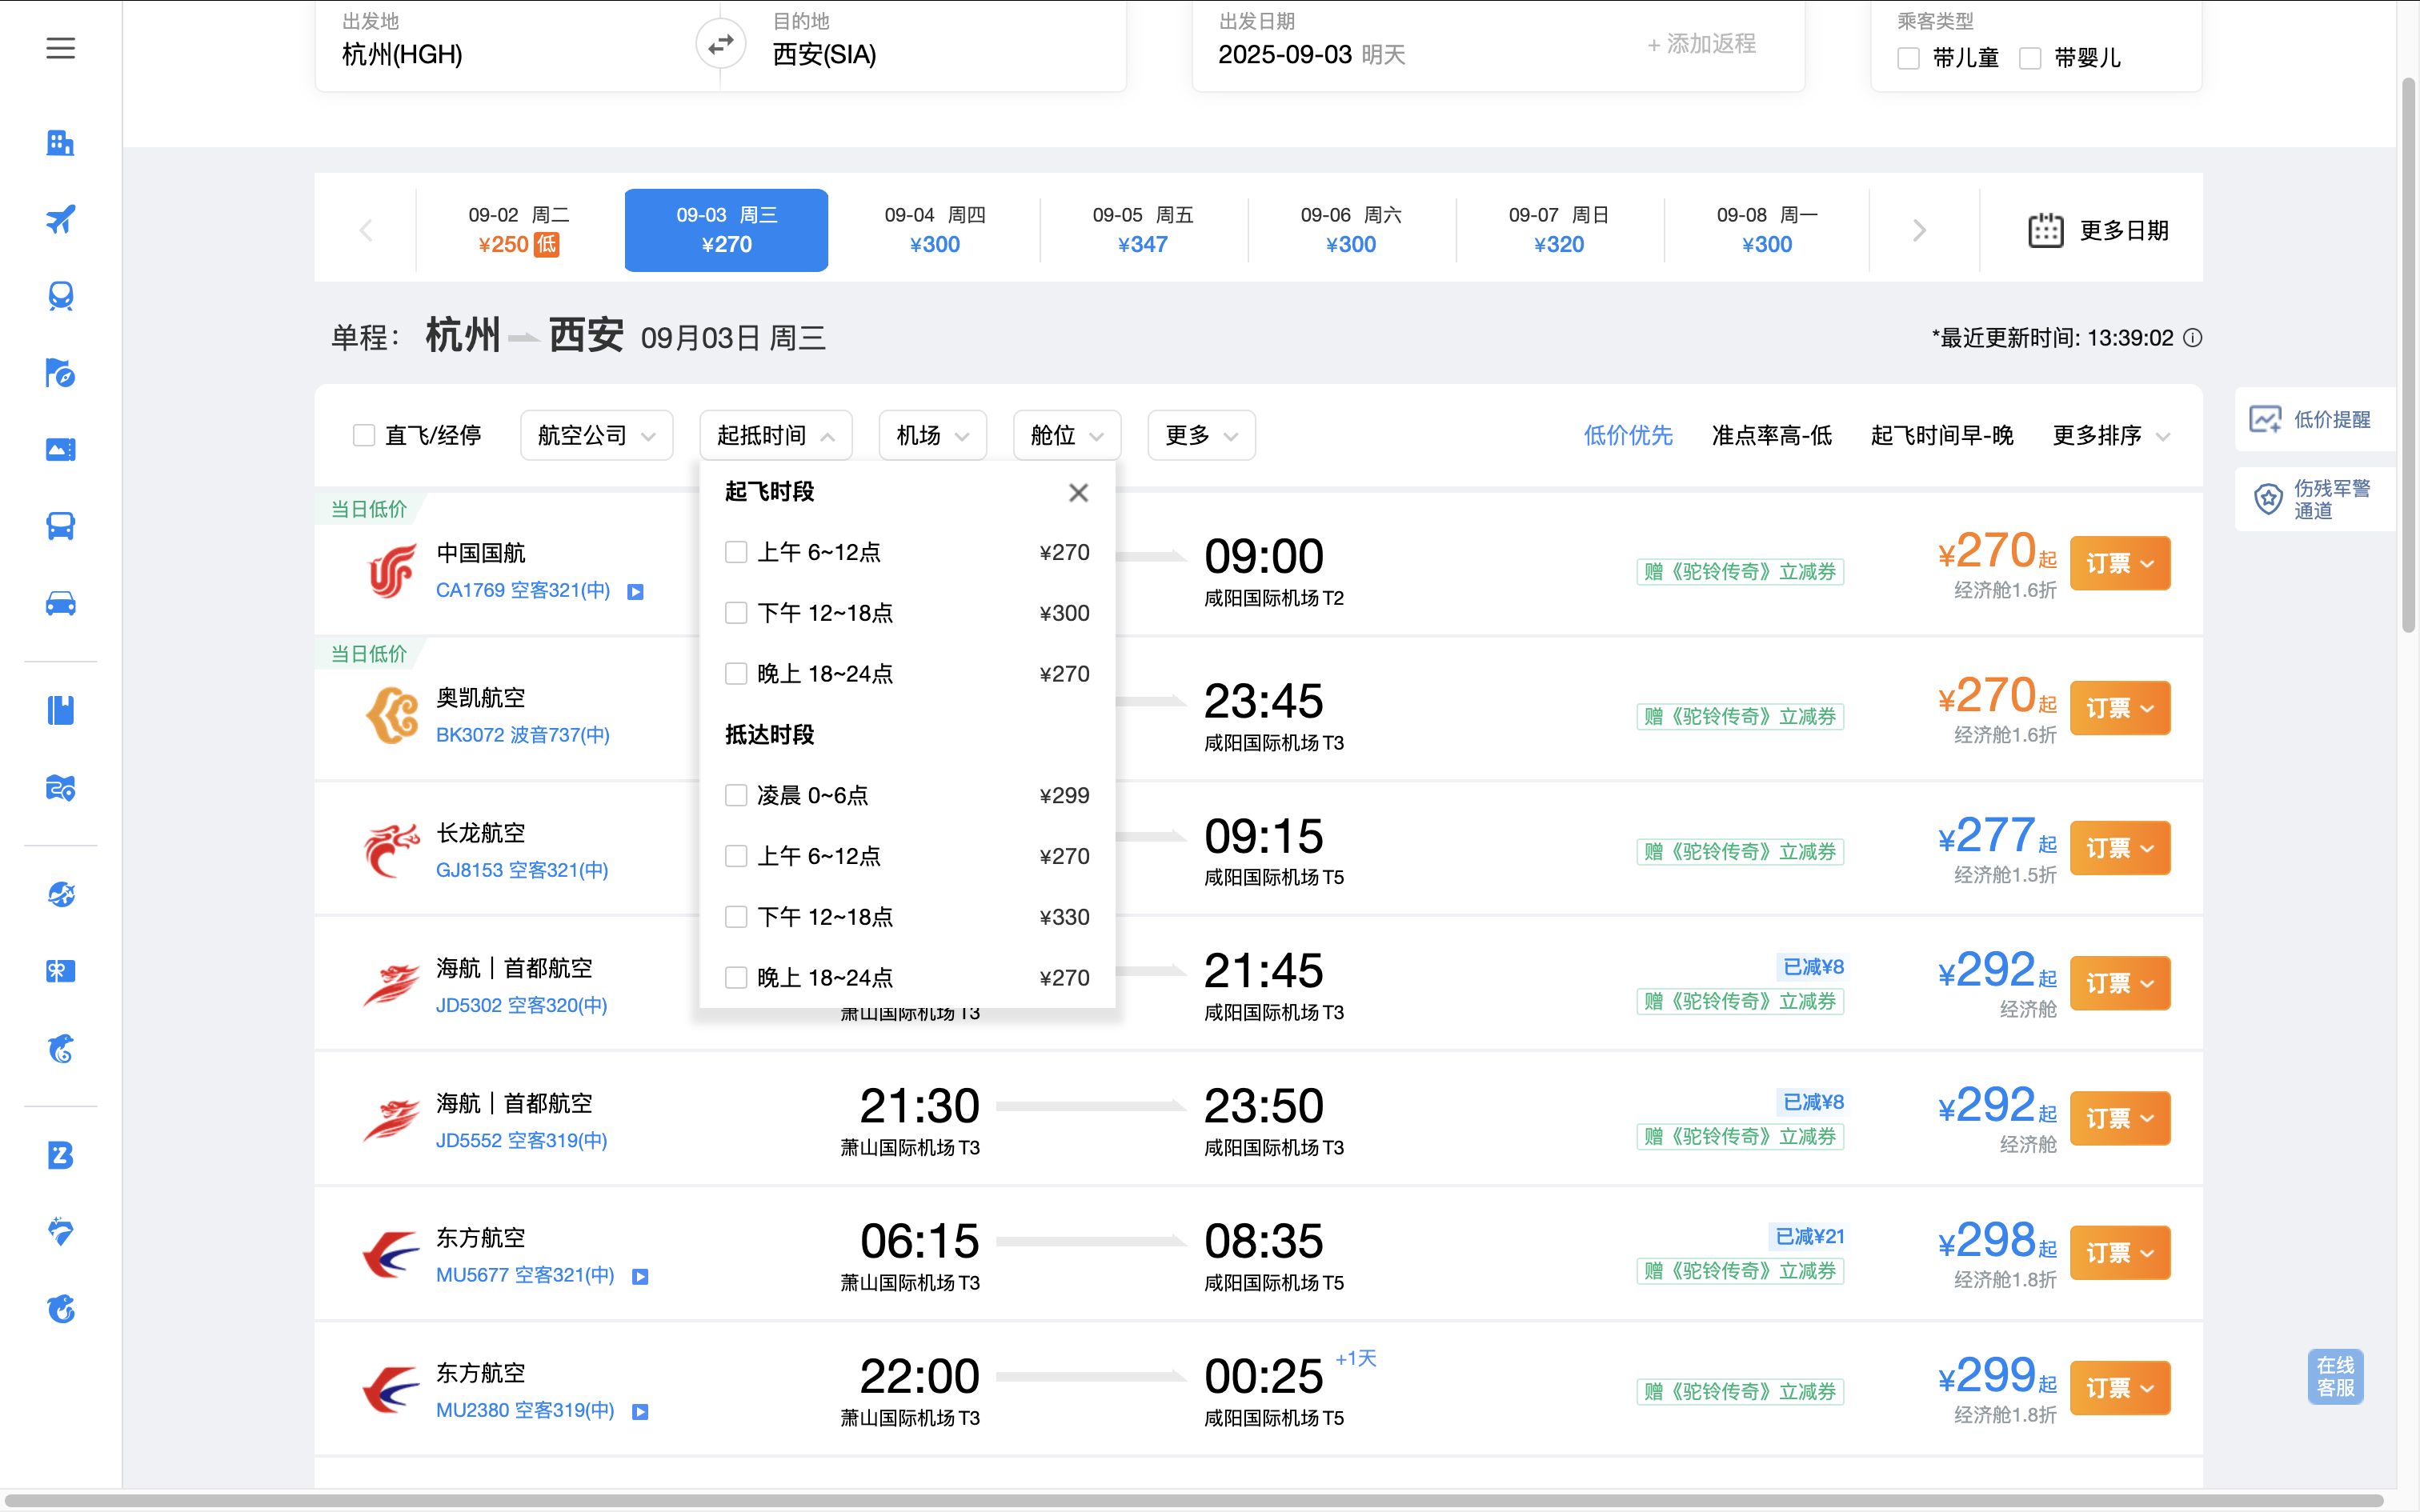 出发地
杭州(HGH)
目的地
西安(SIA)
出发日期
2025-09-03 明天
+ 添加返程
乘客类型
带儿童 带婴儿
09-02 周二
¥250 低
09-03 周三
¥270
09-04 周四
¥300
09-05 周五
¥347
09-06 周六
¥300
09-07 周日
¥320
09-08 周一
¥300
更多日期
单程： 杭州 西安 09月03日 周三
*最近更新时间: 13:39:02
直飞/经停 航空公司 起抵时间 机场 舱位 更多 低价优先 准点率高-低 起飞时间早-晚 更多排序
低价提醒
伤残军警
通道
起飞时段
上午 6~12点 ¥270
下午 12~18点 ¥300
晚上 18~24点 ¥270
抵达时段
凌晨 0~6点 ¥299
上午 6~12点 ¥270
下午 12~18点 ¥330
晚上 18~24点 ¥270
当日低价
中国国航
CA1769 空客321(中)
09:00
咸阳国际机场 T2
赠《驼铃传奇》立减券
¥270起
经济舱1.6折
订票
当日低价
奥凯航空
BK3072 波音737(中)
23:45
咸阳国际机场 T3
赠《驼铃传奇》立减券
¥270起
经济舱1.6折
订票
长龙航空
GJ8153 空客321(中)
09:15
咸阳国际机场 T5
赠《驼铃传奇》立减券
¥277起
经济舱1.5折
订票
海航｜首都航空
JD5302 空客320(中)
萧山国际机场 T3
21:45
咸阳国际机场 T3
已减¥8
赠《驼铃传奇》立减券
¥292起
经济舱
订票
海航｜首都航空
JD5552 空客319(中)
21:30
萧山国际机场 T3
23:50
咸阳国际机场 T3
已减¥8
赠《驼铃传奇》立减券
¥292起
经济舱
订票
东方航空
MU5677 空客321(中)
06:15
萧山国际机场 T3
08:35
咸阳国际机场 T5
已减¥21
赠《驼铃传奇》立减券
¥298起
经济舱1.8折
订票
东方航空
MU2380 空客319(中)
22:00
萧山国际机场 T3
00:25 +1天
咸阳国际机场 T5
赠《驼铃传奇》立减券
¥299起
经济舱1.8折
订票
在线
客服